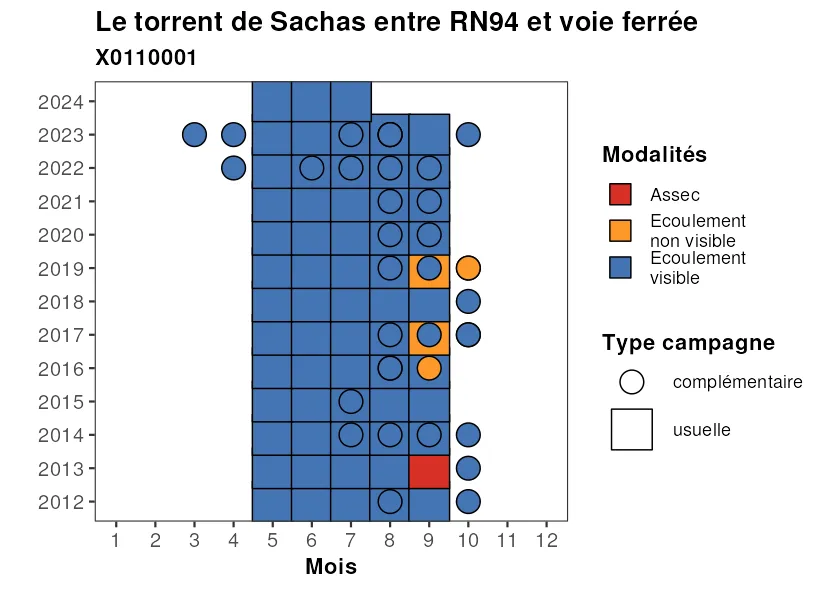 Le torrent de Sachas entre RN94 et voie ferrée
X0110001
2024
2023
2022
2021
2020
2019
2018
2017
2016
2015
2014
2013
2012
1 2 3 4 5 6 7 8 9 10 11 12
Mois
Modalités
Assec
Ecoulement
non visible
Ecoulement
visible
Type campagne
complémentaire
usuelle